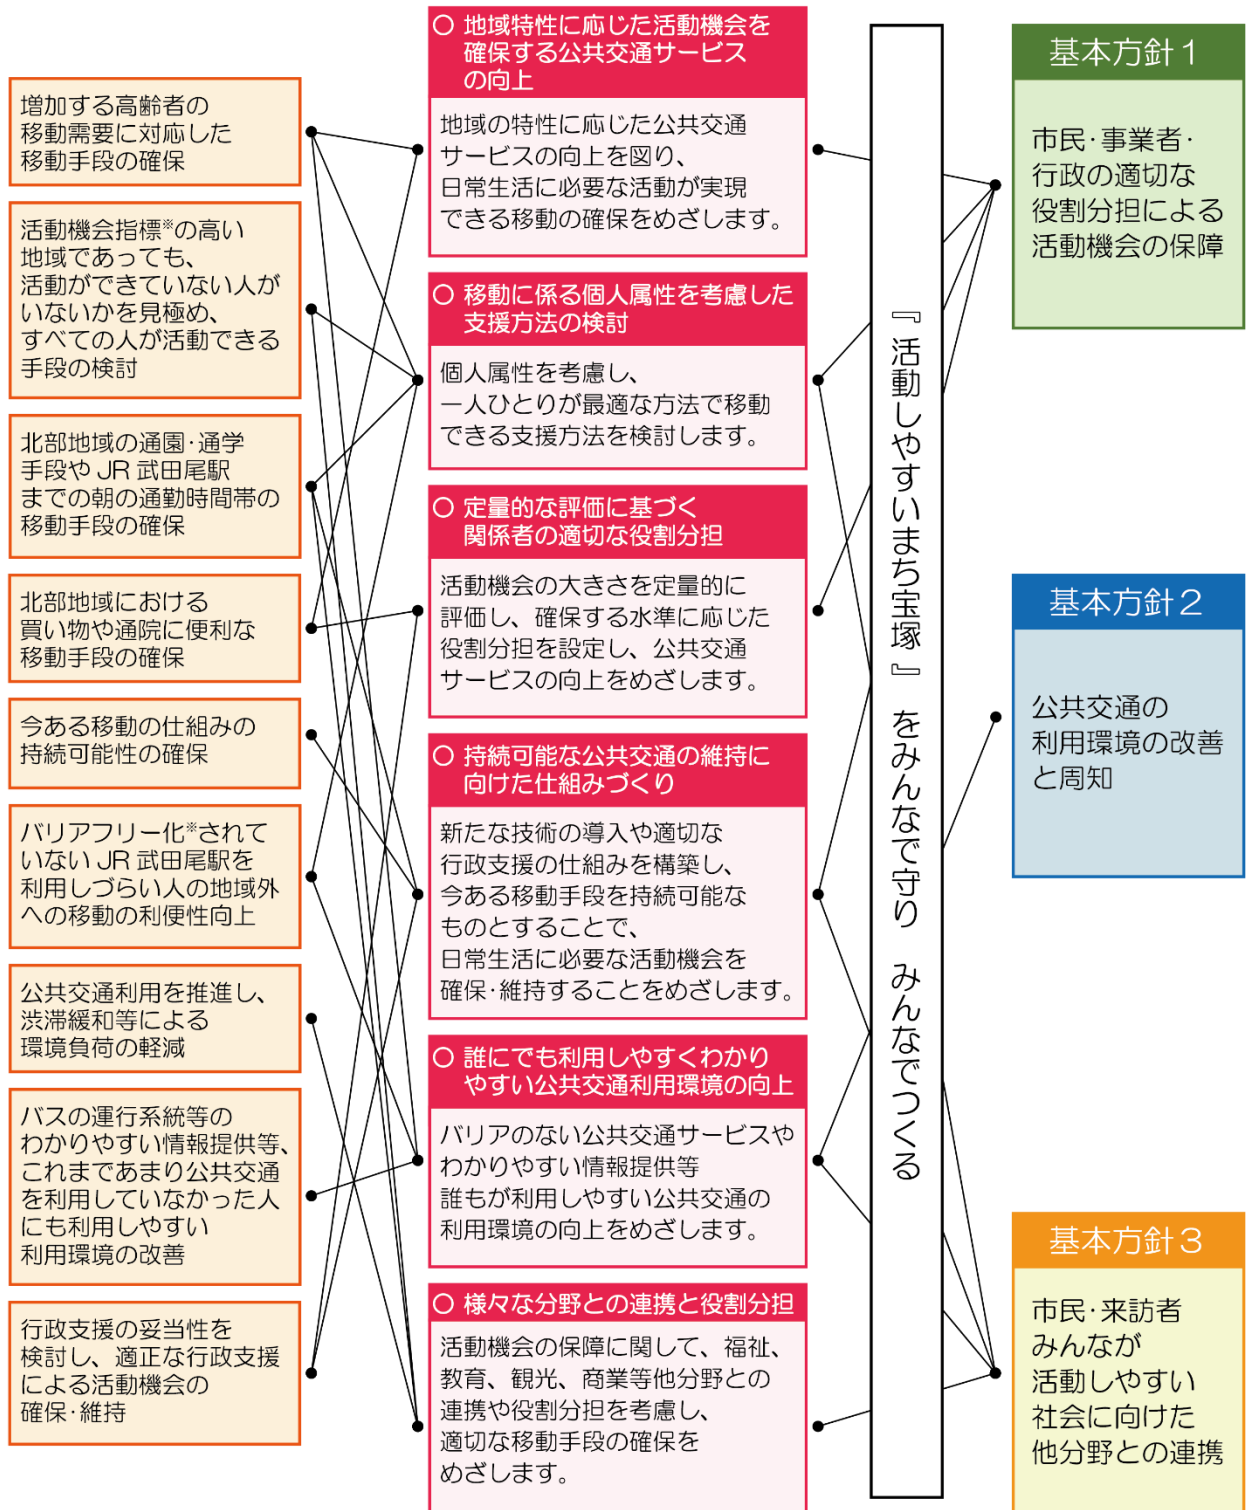 増加する高齢者の
移動需要に対応した
移動手段の確保
活動機会指標※の高い
地域であっても、
活動ができていない人が
いないかを見極め、
すべての人が活動できる
手段の検討
北部地域の通園・通学
手段や JR 武田尾駅
までの朝の通勤時間帯の
移動手段の確保
北部地域における
買い物や通院に便利な
移動手段の確保
今ある移動の仕組みの
持続可能性の確保
バリアフリー化※されて
いない JR 武田尾駅を
利用しづらい人の地域外
への移動の利便性向上
公共交通利用を推進し、
渋滞緩和等による
環境負荷の軽減
バスの運行系統等の
わかりやすい情報提供等、
これまであまり公共交通
を利用していなかった人
にも利用しやすい
利用環境の改善
行政支援の妥当性を
検討し、適正な行政支援
による活動機会の
確保・維持
○ 地域特性に応じた活動機会を
確保する公共交通サービス
の向上
地域の特性に応じた公共交通
サービスの向上を図り、
日常生活に必要な活動が実現
できる移動の確保をめざします。
○ 移動に係る個人属性を考慮した
支援方法の検討
個人属性を考慮し、
一人ひとりが最適な方法で移動
できる支援方法を検討します。
○ 定量的な評価に基づく
関係者の適切な役割分担
活動機会の大きさを定量的に
評価し、確保する水準に応じた
役割分担を設定し、公共交通
サービスの向上をめざします。
○ 持続可能な公共交通の維持に
向けた仕組みづくり
新たな技術の導入や適切な
行政支援の仕組みを構築し、
今ある移動手段を持続可能な
ものとすることで、
日常生活に必要な活動機会を
確保・維持することをめざします。
○ 誰にでも利用しやすくわかり
やすい公共交通利用環境の向上
バリアのない公共交通サービスや
わかりやすい情報提供等
誰もが利用しやすい公共交通の
利用環境の向上をめざします。
○ 様々な分野との連携と役割分担
活動機会の保障に関して、福祉、
教育、観光、商業等他分野との
連携や役割分担を考慮し、
適切な移動手段の確保を
めざします。
『活動しやすいまち宝塚』をみんなで守り みんなでつくる
基本方針１
市民・事業者・
行政の適切な
役割分担による
活動機会の保障
基本方針２
公共交通の
利用環境の改善
と周知
基本方針３
市民・来訪者
みんなが
活動しやすい
社会に向けた
他分野との連携